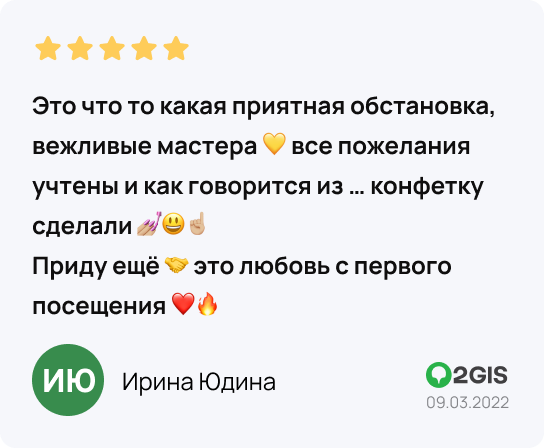 Это что то какая приятная обстановка,
вежливые мастера 💛 все пожелания
учтены и как говорится из ... конфетку
сделали 💅🏼😃☝🏼
Приду ещё 🤝 это любовь с первого
посещения ❤️🔥
ИЮ Ирина Юдина
2GIS
09.03.2022